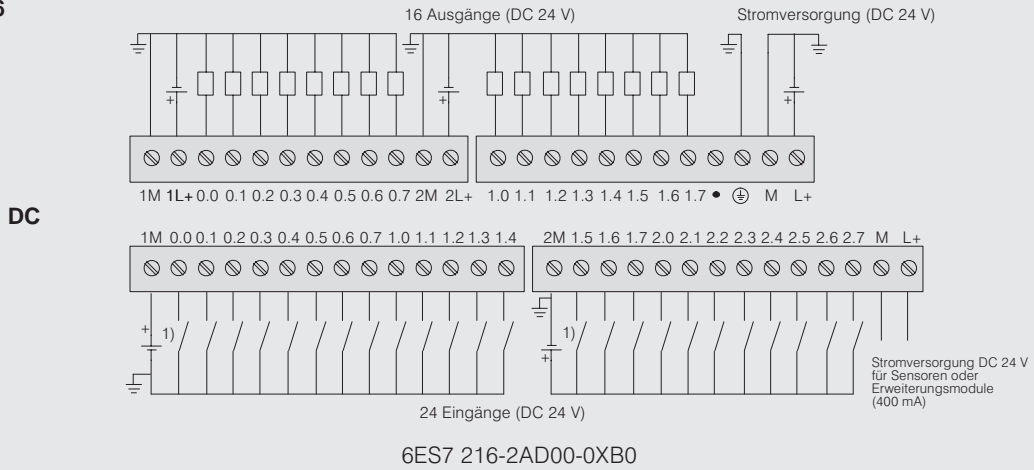 6
16 Ausgänge (DC 24 V)
Stromversorgung (DC 24 V)
+
+
+
1M 1L+ 0.0 0.1 0.2 0.3 0.4 0.5 0.6 0.7 2M 2L+
1.0 1.1 1.2 1.3 1.4 1.5 1.6 1.7 • M L+
DC
1M 0.0 0.1 0.2 0.3 0.4 0.5 0.6 0.7 1.0 1.1 1.2 1.3 1.4
2M 1.5 1.6 1.7 2.0 2.1 2.2 2.3 2.4 2.5 2.6 2.7 M L+
+ 1)
1)
+
Stromversorgung DC 24 V
für Sensoren oder
Erweiterungsmodule
(400 mA)
24 Eingänge (DC 24 V)
6ES7 216-2AD00-0XB0